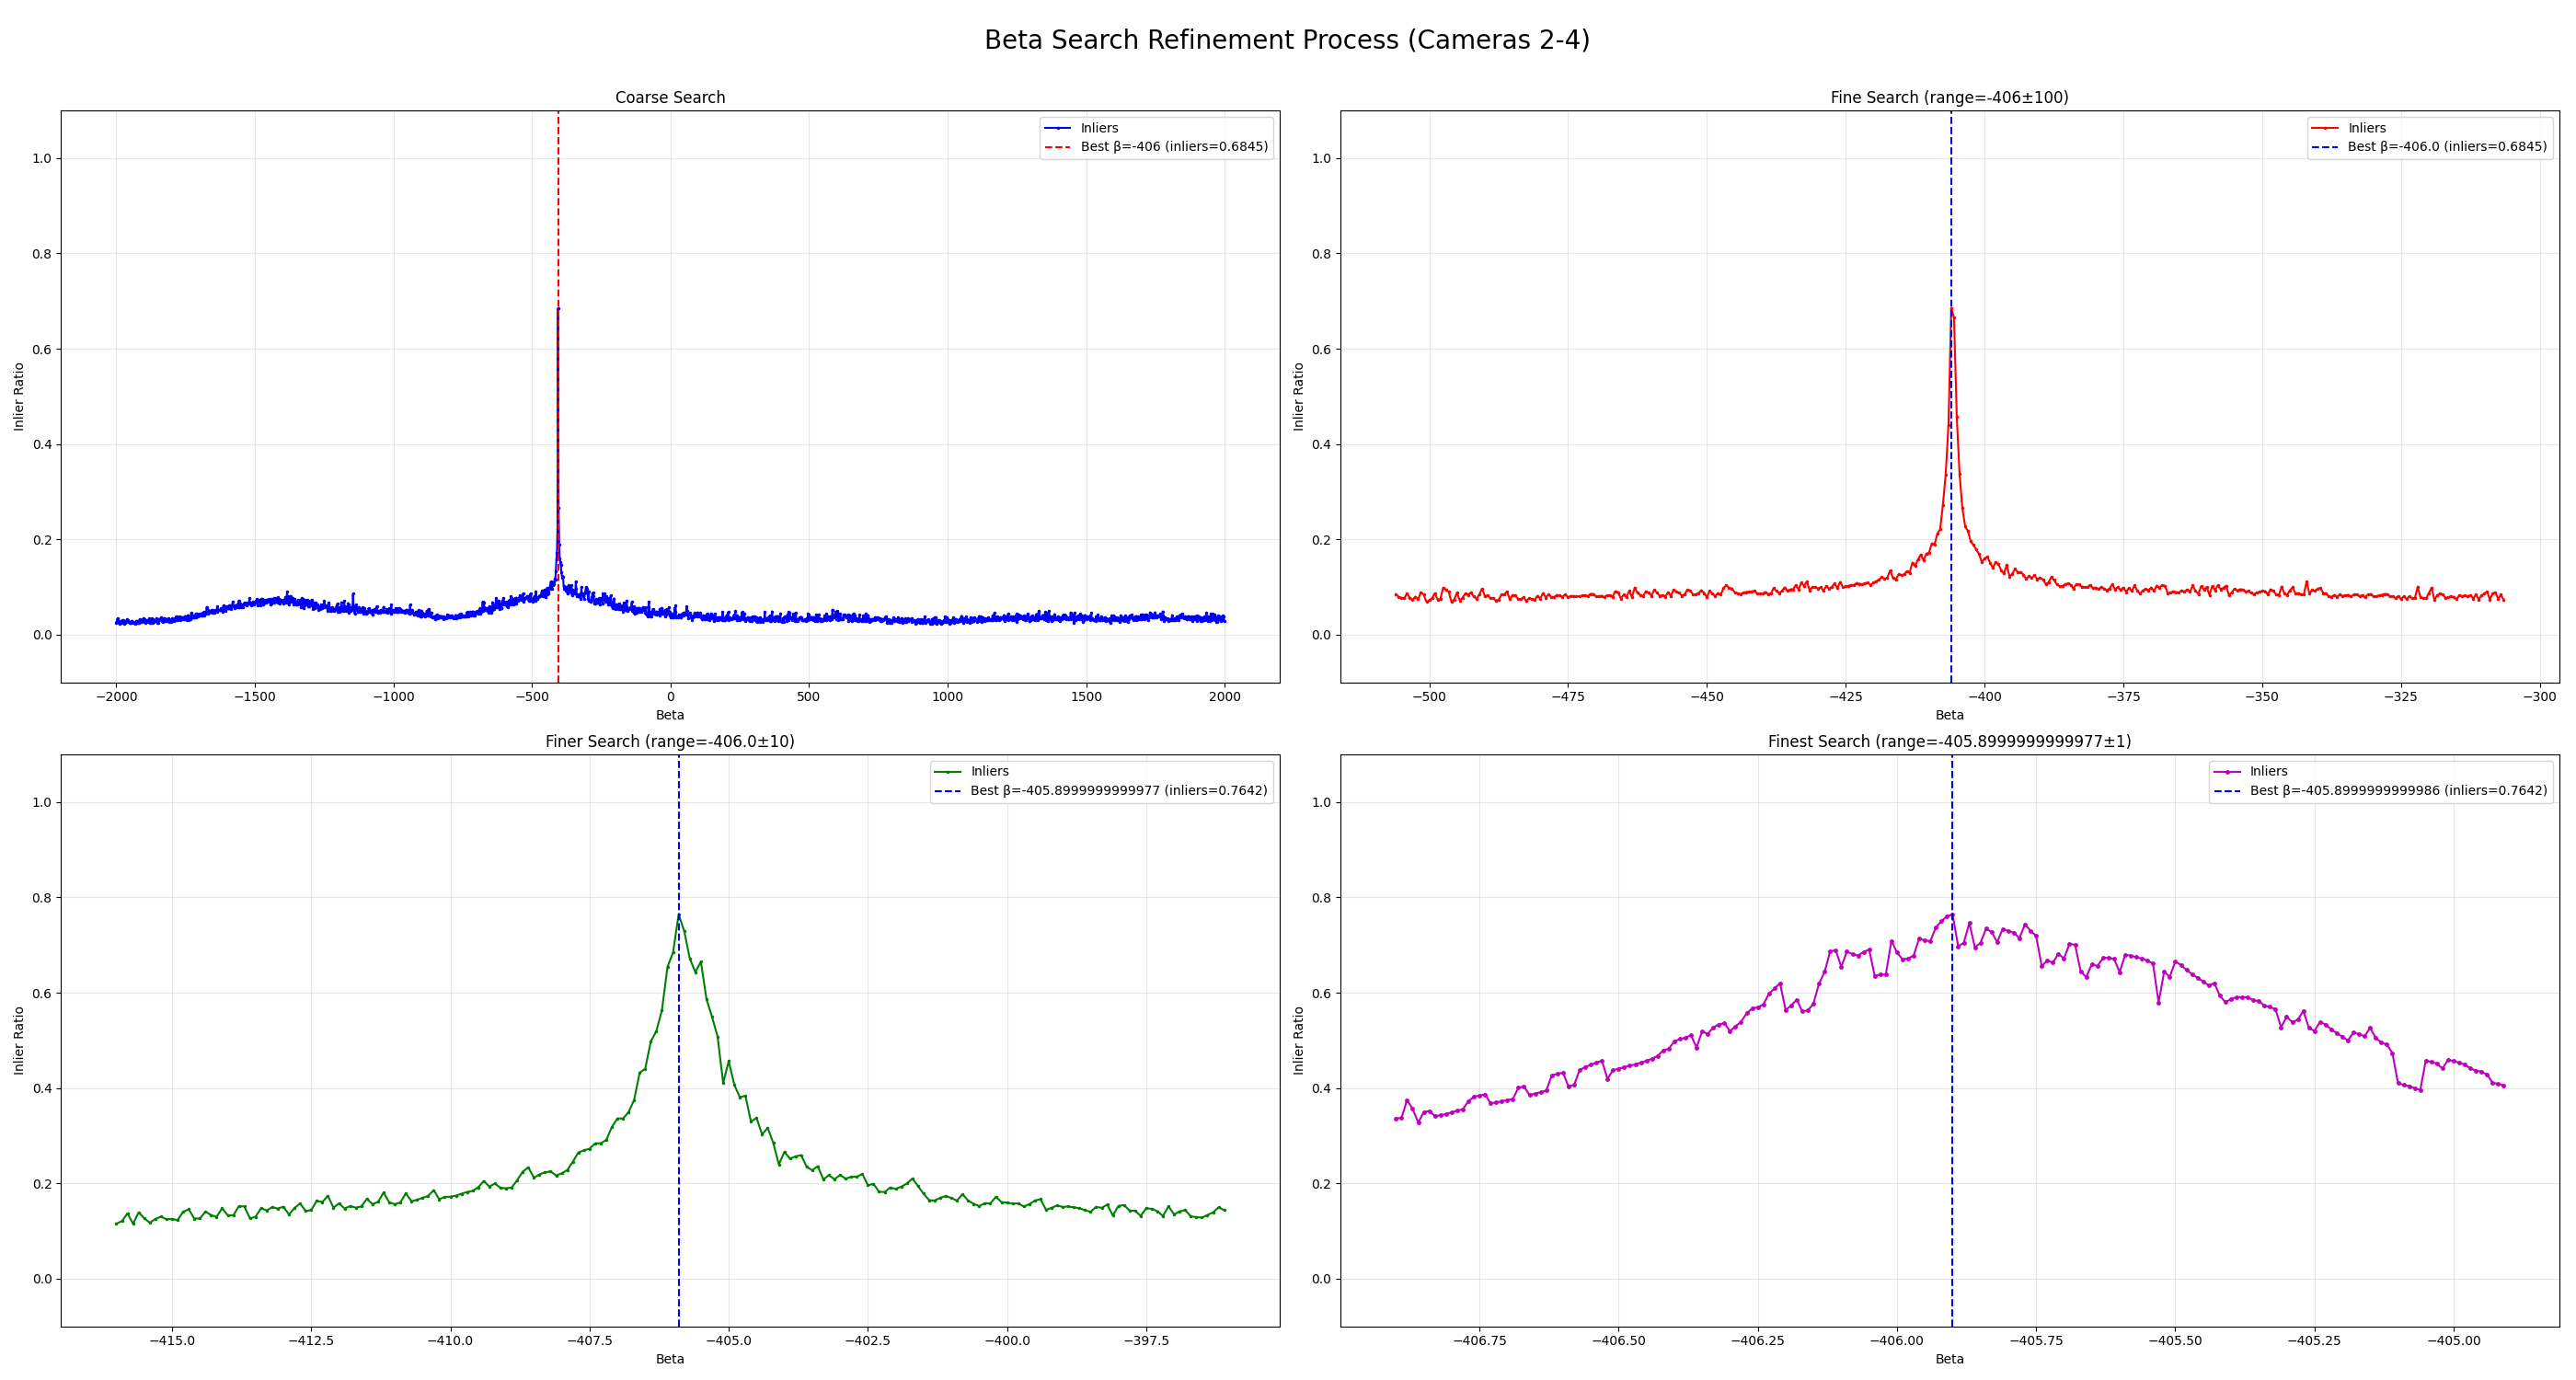 Beta Search Refinement Process (Cameras 2-4)
Coarse Search
Inliers
Best β=-406 (inliers=0.6845)
Inlier Ratio
1.0
0.8
0.6
0.4
0.2
0.0
−2000 −1500 −1000 −500 0 500 1000 1500 2000
Beta
Fine Search (range=-406±100)
Inliers
Best β=-406.0 (inliers=0.6845)
Inlier Ratio
1.0
0.8
0.6
0.4
0.2
0.0
−500 −475 −450 −425 −400 −375 −350 −325 −300
Beta
Finer Search (range=-406.0±10)
Inliers
Best β=-405.8999999999977 (inliers=0.7642)
Inlier Ratio
1.0
0.8
0.6
0.4
0.2
0.0
−415.0 −412.5 −410.0 −407.5 −405.0 −402.5 −400.0 −397.5
Beta
Finest Search (range=-405.8999999999977±1)
Inliers
Best β=-405.8999999999986 (inliers=0.7642)
Inlier Ratio
1.0
0.8
0.6
0.4
0.2
0.0
−406.75 −406.50 −406.25 −406.00 −405.75 −405.50 −405.25 −405.00
Beta